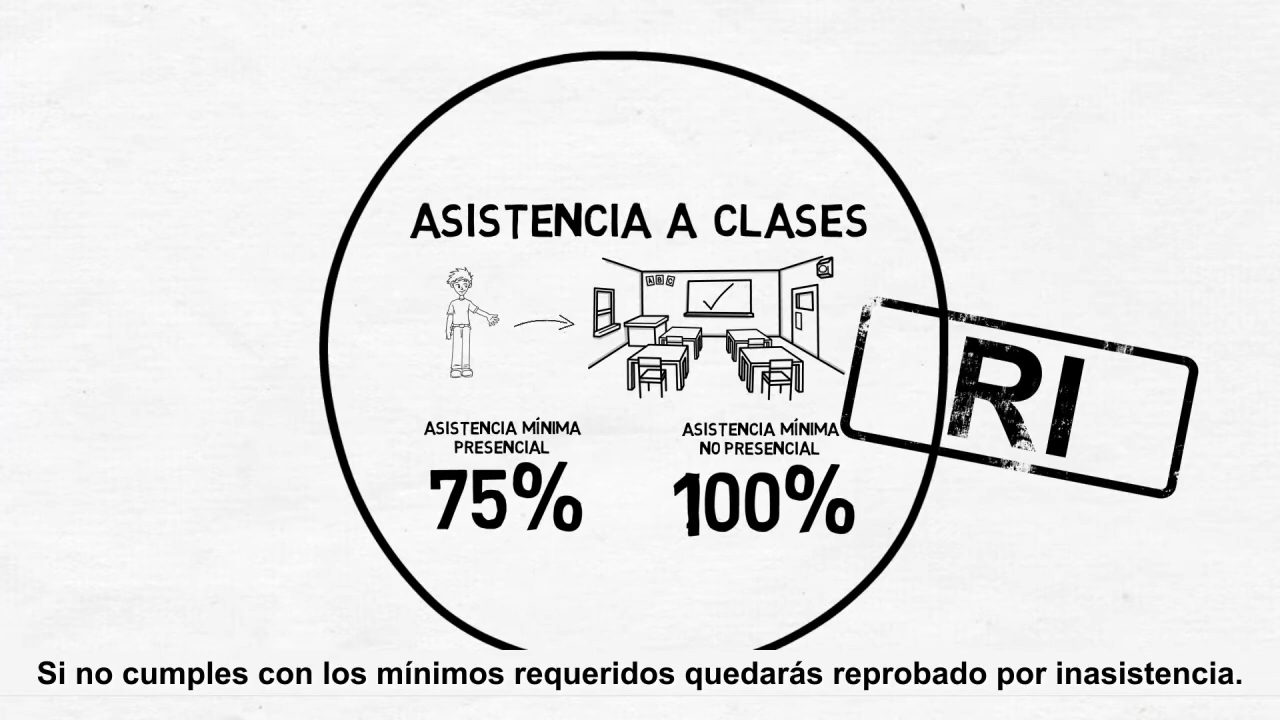 ASISTENCIA A CLASES
A B C
ASISTENCIA MÍNIMA
PRESENCIAL
75%
ASISTENCIA MÍNIMA
NO PRESENCIAL
100%
RI
Si no cumples con los mínimos requeridos quedarás reprobado por inasistencia.